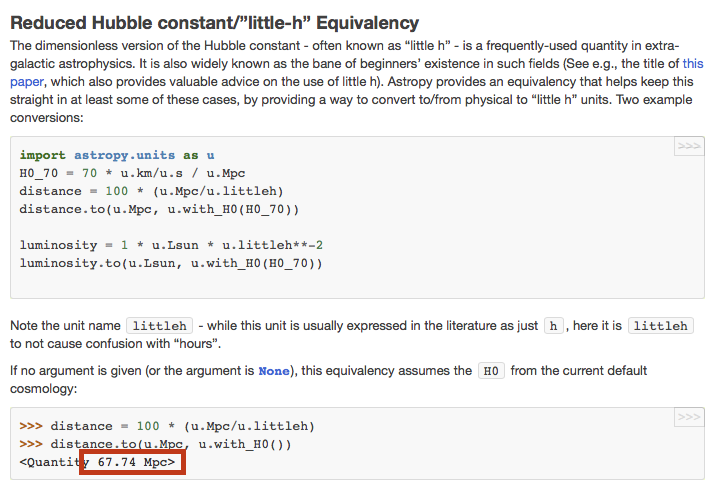 Reduced Hubble constant/”little-h” Equivalency
The dimensionless version of the Hubble constant - often known as “little h” - is a frequently-used quantity in extra-
galactic astrophysics. It is also widely known as the bane of beginners’ existence in such fields (See e.g., the title of this
paper, which also provides valuable advice on the use of little h). Astropy provides an equivalency that helps keep this
straight in at least some of these cases, by providing a way to convert to/from physical to “little h” units. Two example
conversions:
>>>
import astropy.units as u
H0_70 = 70 * u.km/u.s / u.Mpc
distance = 100 * (u.Mpc/u.littleh)
distance.to(u.Mpc, u.with_H0(H0_70))
luminosity = 1 * u.Lsun * u.littleh**-2
luminosity.to(u.Lsun, u.with_H0(H0_70))
Note the unit name littleh - while this unit is usually expressed in the literature as just h , here it is littleh
to not cause confusion with “hours”.
If no argument is given (or the argument is None), this equivalency assumes the H0 from the current default
cosmology:
>>>
>>> distance = 100 * (u.Mpc/u.littleh)
>>> distance.to(u.Mpc, u.with_H0())
<Quantity 67.74 Mpc>